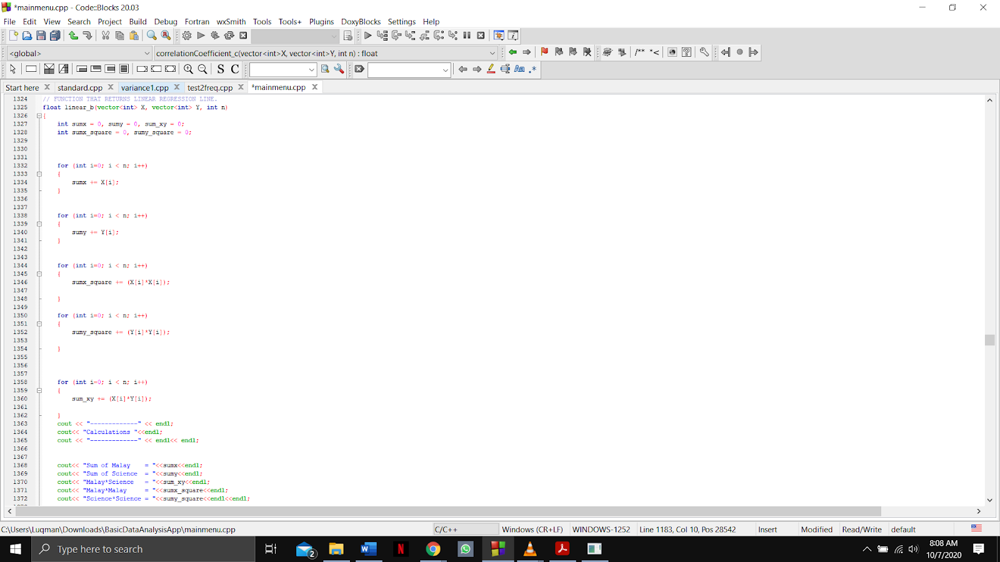 *mainmenu.cpp - Code::Blocks 20.03
File Edit View Search Project Build Debug Fortran wxSmith Tools Tools+ Plugins DoxyBlocks Settings Help
<global> correlationCoefficient_c(vector<int>X, vector<int>Y, int n) : float
S C
Start here standard.cpp variance1.cpp test2freq.cpp *mainmenu.cpp
1324 // FUNCTION THAT RETURNS LINEAR REGRESSION LINE.
1325 float linear_b(vector<int> X, vector<int> Y, int n)
1326 {
1327 int sumx = 0, sumy = 0, sum_xy = 0;
1328 int sumx_square = 0, sumy_square = 0;
1329
1330
1331
1332 for (int i=0; i < n; i++)
1333 {
1334 sumx += X[i];
1335 }
1336
1337
1338 for (int i=0; i < n; i++)
1339 {
1340 sumy += Y[i];
1341 }
1342
1343
1344 for (int i=0; i < n; i++)
1345 {
1346 sumx_square += (X[i]*X[i]);
1347
1348 }
1349
1350 for (int i=0; i < n; i++)
1351 {
1352 sumy_square += (Y[i]*Y[i]);
1353
1354 }
1355
1356
1357
1358 for (int i=0; i < n; i++)
1359 {
1360 sum_xy += (X[i]*Y[i]);
1361
1362 }
1363 cout << "-------------" << endl;
1364 cout<< "Calculations "<<endl;
1365 cout << "-------------" << endl<< endl;
1366
1367
1368 cout<< "Sum of Malay    = "<<sumx<<endl;
1369 cout<< "Sum of Science  = "<<sumy<<endl;
1370 cout<< "Malay*Science   = "<<sum_xy<<endl;
1371 cout<< "Malay*Malay     = "<<sumx_square<<endl;
1372 cout<< "Science*Science = "<<sumy_square<<endl<<endl;
C:\Users\Luqman\Downloads\BasicDataAnalysisApp\mainmenu.cpp C/C++ Windows (CR+LF) WINDOWS-1252 Line 1183, Col 10, Pos 28542 Insert Modified Read/Write default
Type here to search
2
8:08 AM
10/7/2020